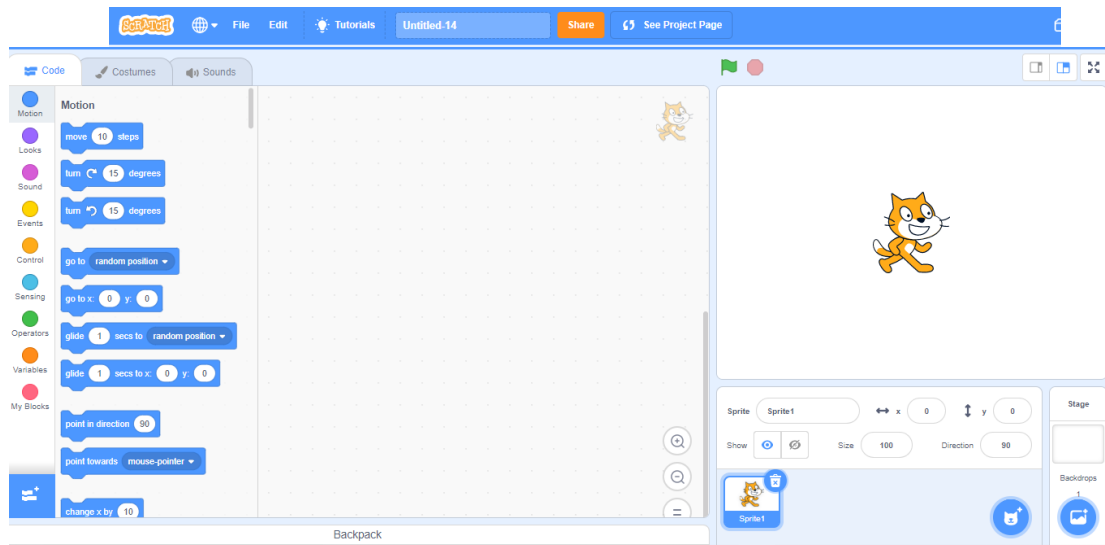 SCRATCH File Edit Tutorials Untitled-14 Share See Project Page
Code Costumes Sounds
Motion
Looks
Sound
Events
Control
Sensing
Operators
Variables
My Blocks
Motion
move 10 steps
turn 15 degrees
turn 15 degrees
go to random position
go to x: 0 y: 0
glide 1 secs to random position
glide 1 secs to x: 0 y: 0
point in direction 90
point towards mouse-pointer
change x by 10
Backpack
Sprite Sprite1 x 0 y 0
Show Size 100 Direction 90
Sprite1
Stage
Backdrops
1